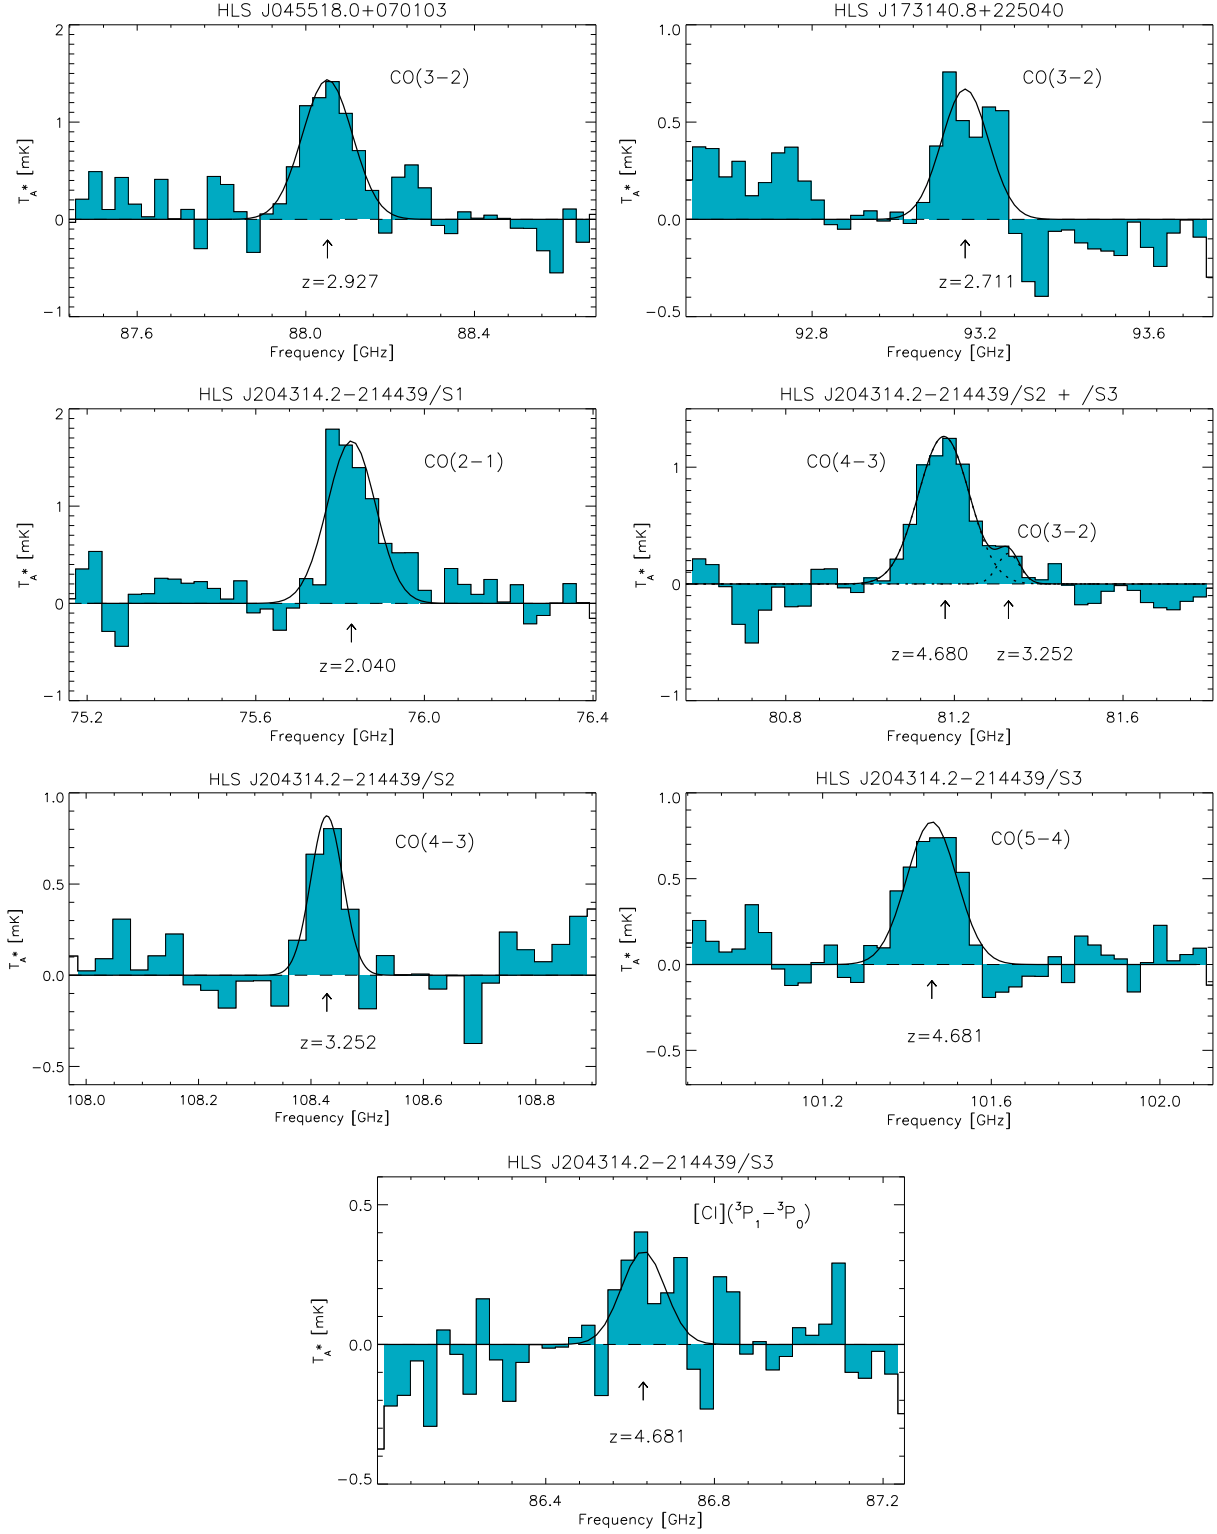 HLS J045518.0+070103
2
1
0
−1
T_A* [mK]
CO(3−2)
z=2.927
87.6 88.0 88.4
Frequency [GHz]
HLS J173140.8+225040
1.0
0.5
0.0
−0.5
T_A* [mK]
CO(3−2)
z=2.711
92.8 93.2 93.6
Frequency [GHz]
HLS J204314.2−214439/S1
2
1
0
−1
T_A* [mK]
CO(2−1)
z=2.040
75.2 75.6 76.0 76.4
Frequency [GHz]
HLS J204314.2−214439/S2 + /S3
1
0
−1
T_A* [mK]
CO(4−3)
CO(3−2)
z=4.680 z=3.252
80.8 81.2 81.6
Frequency [GHz]
HLS J204314.2−214439/S2
1.0
0.5
0.0
−0.5
T_A* [mK]
CO(4−3)
z=3.252
108.0 108.2 108.4 108.6 108.8
Frequency [GHz]
HLS J204314.2−214439/S3
1.0
0.5
0.0
−0.5
T_A* [mK]
CO(5−4)
z=4.681
101.2 101.6 102.0
Frequency [GHz]
HLS J204314.2−214439/S3
0.5
0.0
−0.5
T_A* [mK]
[CI](³P₁−³P₀)
z=4.681
86.4 86.8 87.2
Frequency [GHz]